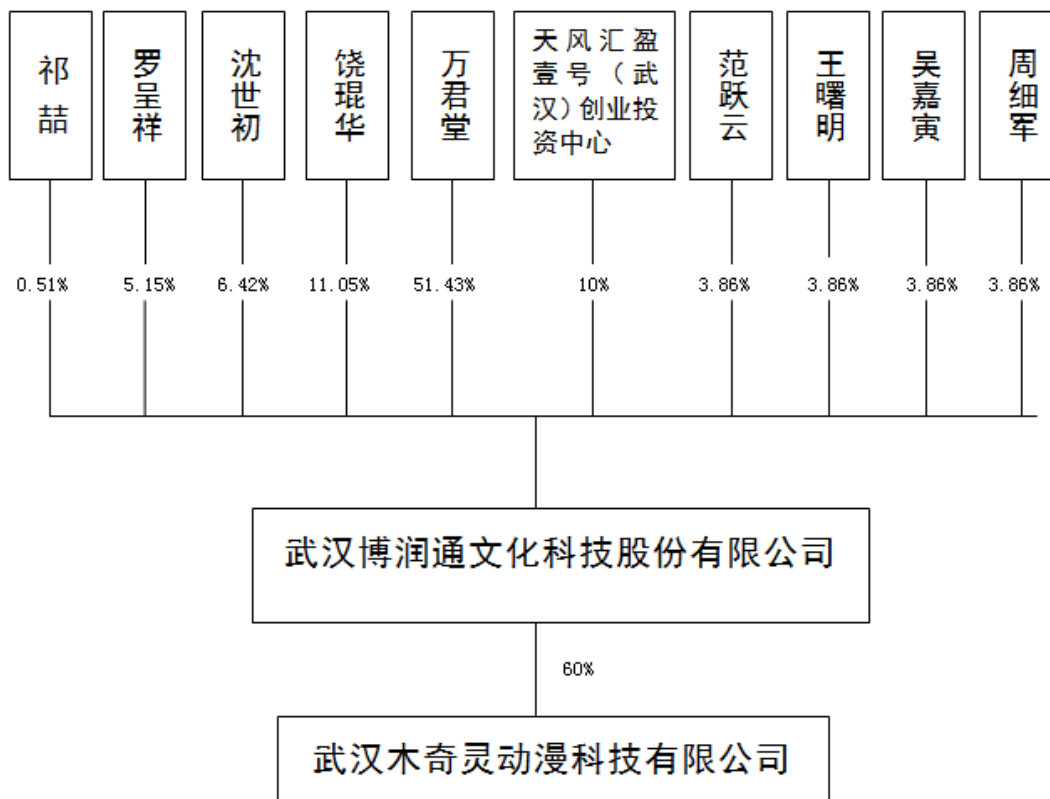 祁喆
罗呈祥
沈世初
饶琨华
万君堂
天风汇盈
壹号（武
汉）创业投
资中心
范跃云
王曙明
吴嘉寅
周细军
0.51%
5.15%
6.42%
11.05%
51.43%
10%
3.86%
3.86%
3.86%
3.86%
武汉博润通文化科技股份有限公司
60%
武汉木奇灵动漫科技有限公司